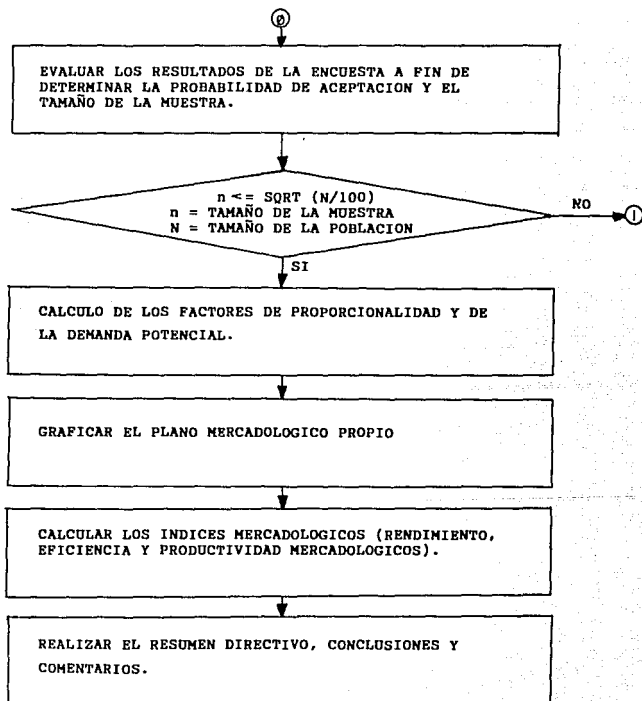 0
EVALUAR LOS RESULTADOS DE LA ENCUESTA A FIN DE
DETERMINAR LA PROBABILIDAD DE ACEPTACION Y EL
TAMAÑO DE LA MUESTRA.
n <= SQRT (N/100)
n = TAMAÑO DE LA MUESTRA
N = TAMAÑO DE LA POBLACION
NO
1
SI
CALCULO DE LOS FACTORES DE PROPORCIONALIDAD Y DE
LA DEMANDA POTENCIAL.
GRAFICAR EL PLANO MERCADOLOGICO PROPIO
CALCULAR LOS INDICES MERCADOLOGICOS (RENDIMIENTO,
EFICIENCIA Y PRODUCTIVIDAD MERCADOLOGICOS).
REALIZAR EL RESUMEN DIRECTIVO, CONCLUSIONES Y
COMENTARIOS.